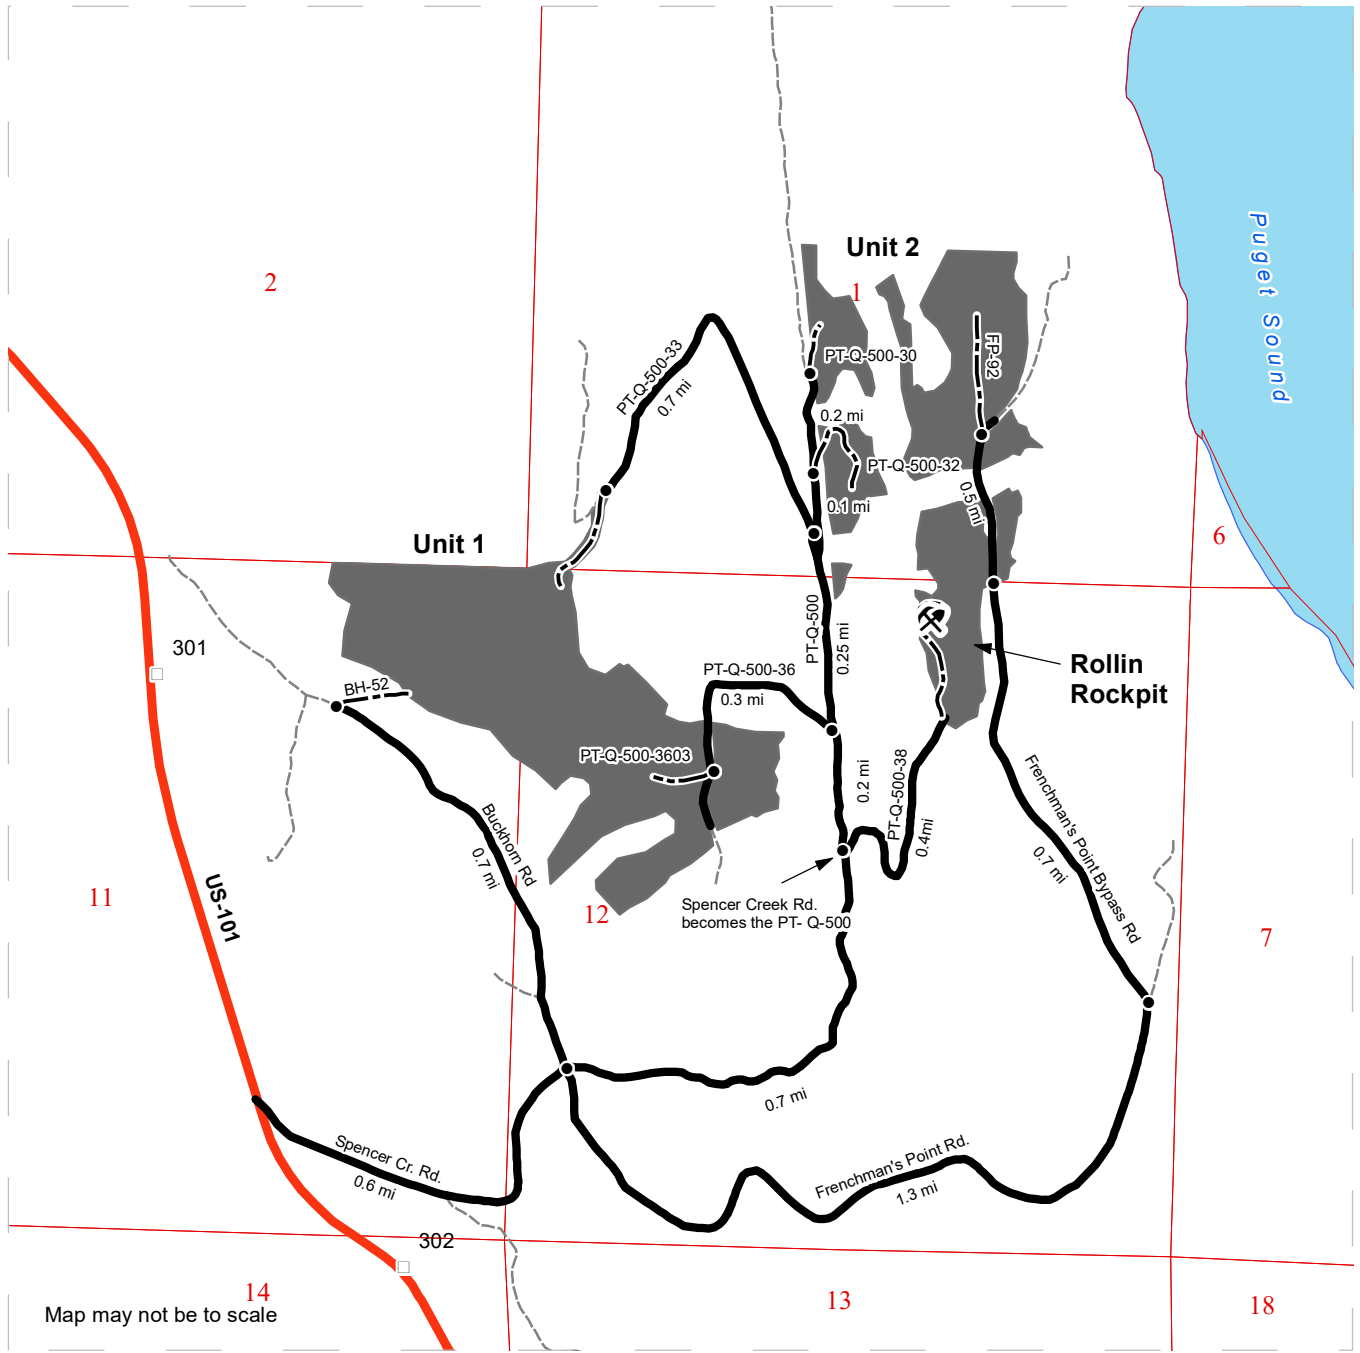 Unit 2
1
2
Puget Sound
PT-Q-500-33
0.7 mi
PT-Q-500-30
FP-92
0.2 mi
PT-Q-500-32
0.1 mi
0.5 mi
6
Unit 1
PT-Q-500
0.25 mi
301
Rollin
Rockpit
PT-Q-500-36
0.3 mi
BH-52
PT-Q-500-3603
0.2 mi
PT-Q-500-38
0.4mi
Frenchman's Point Bypass Rd
0.7 mi
Buckhorn Rd
0.7 mi
11
US-101
12
Spencer Creek Rd.
becomes the PT- Q-500
7
0.7 mi
Spencer Cr. Rd.
0.6 mi
Frenchman's Point Rd.
1.3 mi
302
14
13
18
Map may not be to scale